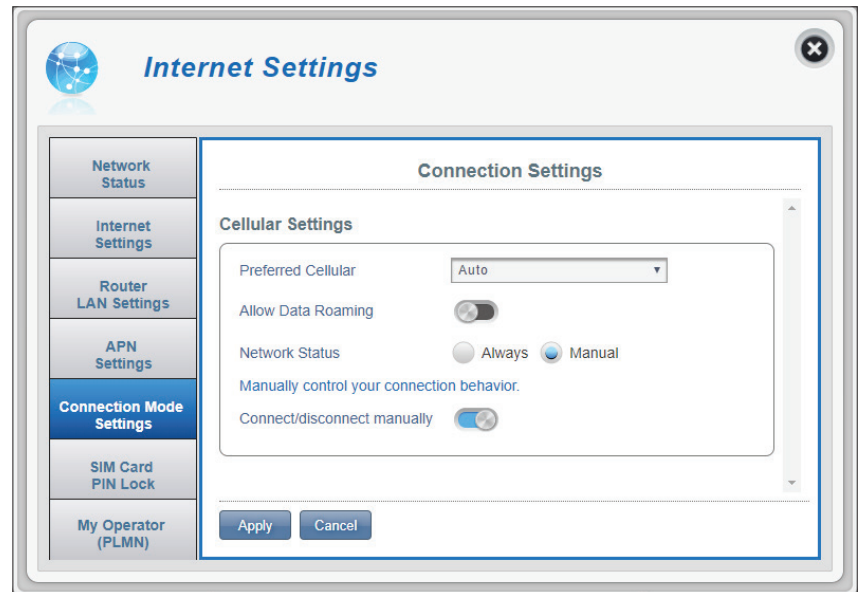 Internet Settings
Network
Status
Internet
Settings
Router
LAN Settings
APN
Settings
Connection Mode
Settings
SIM Card
PIN Lock
My Operator
(PLMN)
Connection Settings
Cellular Settings
Preferred Cellular Auto
Allow Data Roaming
Network Status Always Manual
Manually control your connection behavior.
Connect/disconnect manually
Apply Cancel